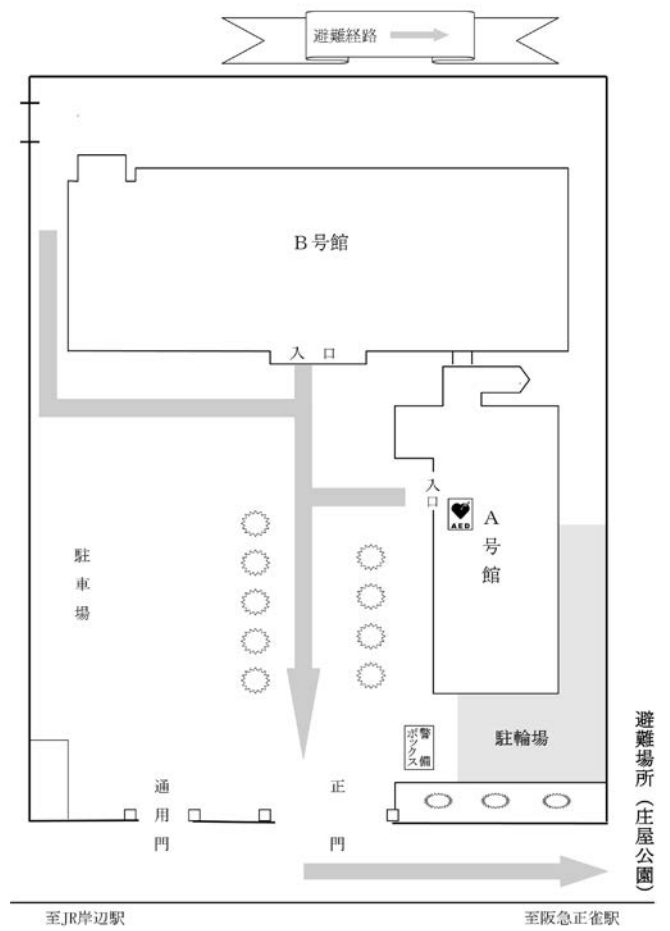 避難経路
B号館
入口
入口
AED
A号館
駐車場
警備ボックス
駐輪場
通用門
正門
避難場所（庄屋公園）
至JR岸辺駅
至阪急正雀駅